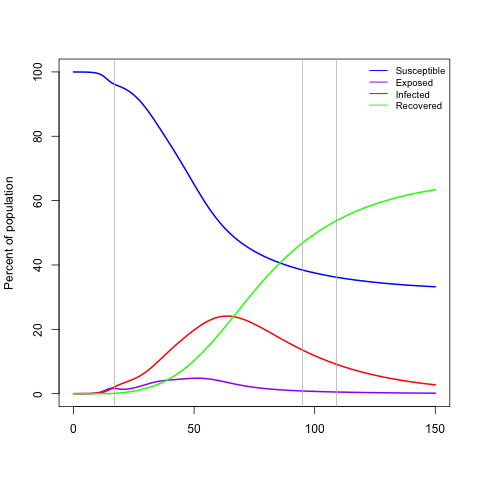 Susceptible
Exposed
Infected
Recovered
Percent of population
100
80
60
40
20
0
0 50 100 150